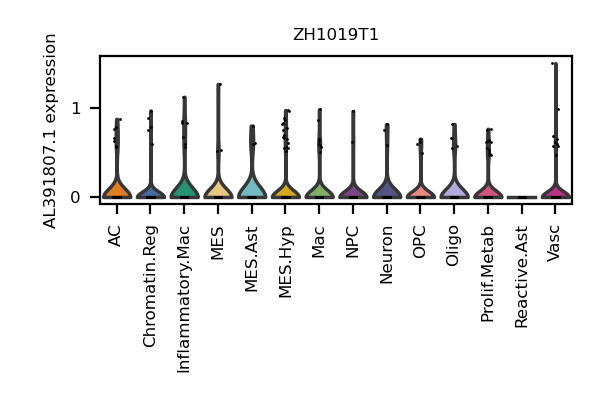 ZH1019T1
AL391807.1 expression
1
0
AC
Chromatin.Reg
Inflammatory.Mac
MES
MES.Ast
MES.Hyp
Mac
NPC
Neuron
OPC
Oligo
Prolif.Metab
Reactive.Ast
Vasc